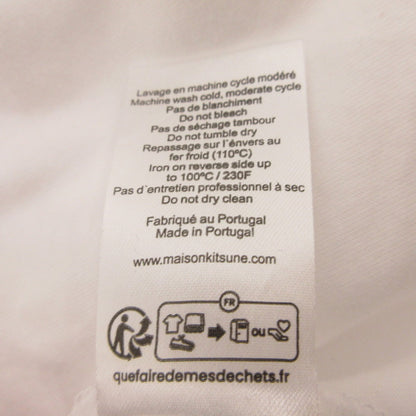 Lavage en machine cycle modéré
Machine wash cold, moderate cycle
Pas de blanchiment
Do not bleach
Pas de séchage tambour
Do not tumble dry
Repassage sur l`énvers au
fer froid (110ºC)
Iron on reverse side up
to 100ºC / 230F
Pas d`entretien professionnel à sec
Do not dry clean
Fabriqué au Portugal
Made in Portugal
www.maisonkitsune.com
FR
ou
quefairedemesdechets.fr